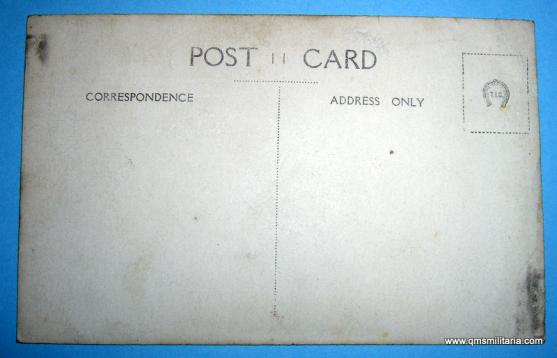 POST CARD
CORRESPONDENCE
ADDRESS ONLY
T.I.C.
www.qmsmilitaria.com